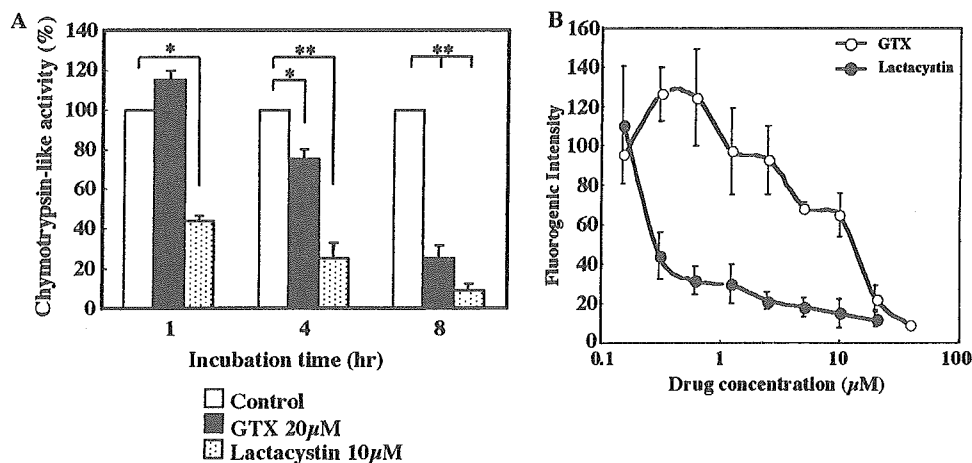 A
Chymotrypsin-like activity (%)
140
120
100
80
60
40
20
0
*
**
*
**
1
4
8
Incubation time (hr)
Control
GTX 20µM
Lactacystin 10µM
B
Fluorogenic Intensity
160
140
120
100
80
60
40
20
0
GTX
Lactacystin
0.1
1
10
100
Drug concentration (µM)